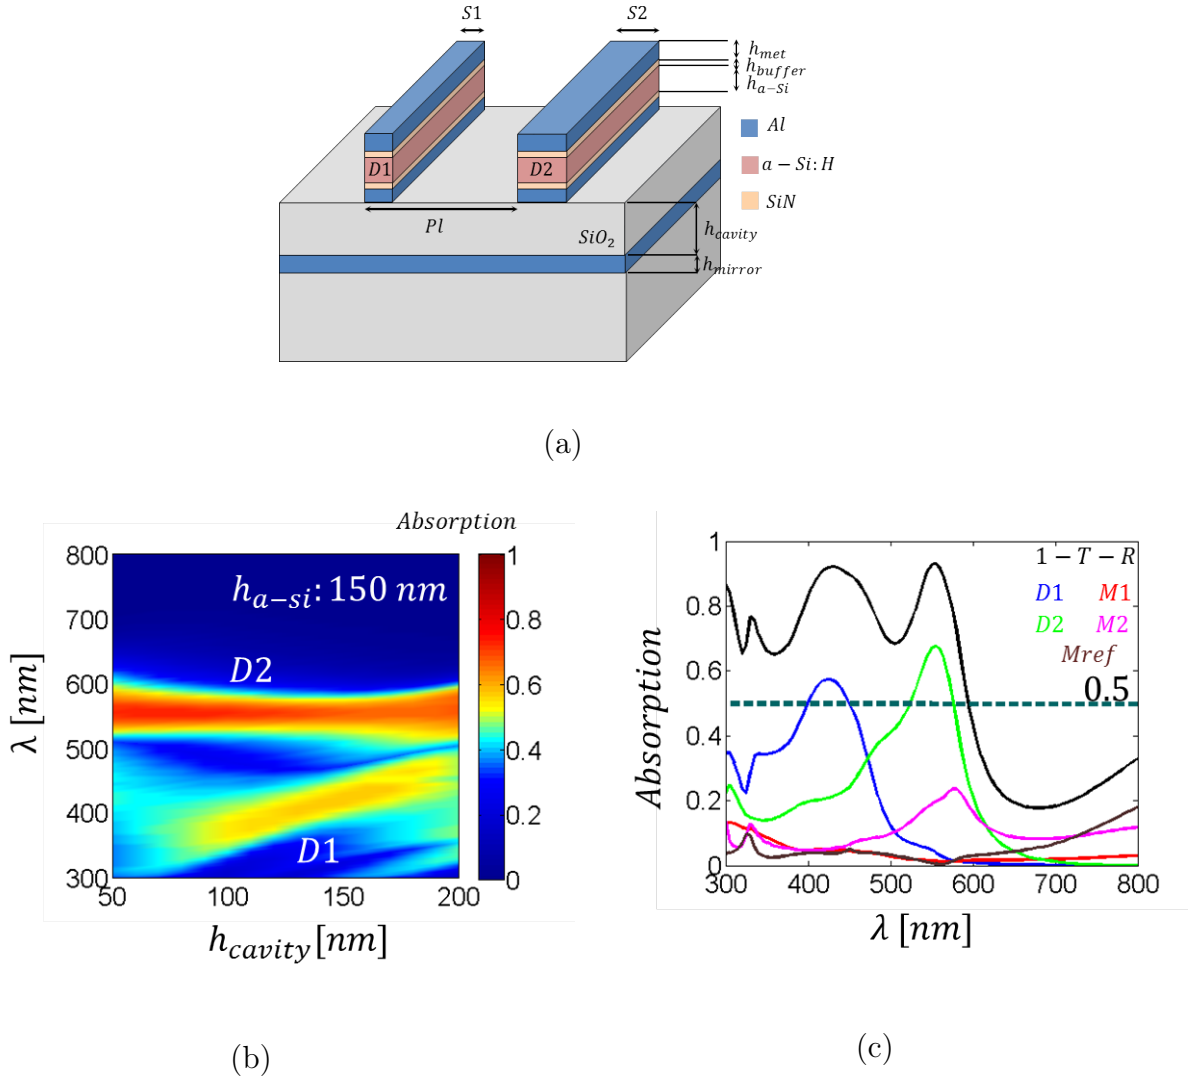 S1
S2
h_met
h_buffer
h_a−Si
Al
D1
D2
a − Si: H
SiN
Pl
SiO₂
h_cavity
h_mirror
(a)
Absorption
800
700
600
500
400
300
λ [nm]
h_a−si: 150 nm
D2
D1
1
0.8
0.6
0.4
0.2
0
50
100
150
200
h_cavity [nm]
(b)
1
0.8
0.6
0.4
0.2
0
Absorption
1 − T − R
D1 M1
D2 M2
Mref
0.5
300
400
500
600
700
800
λ [nm]
(c)